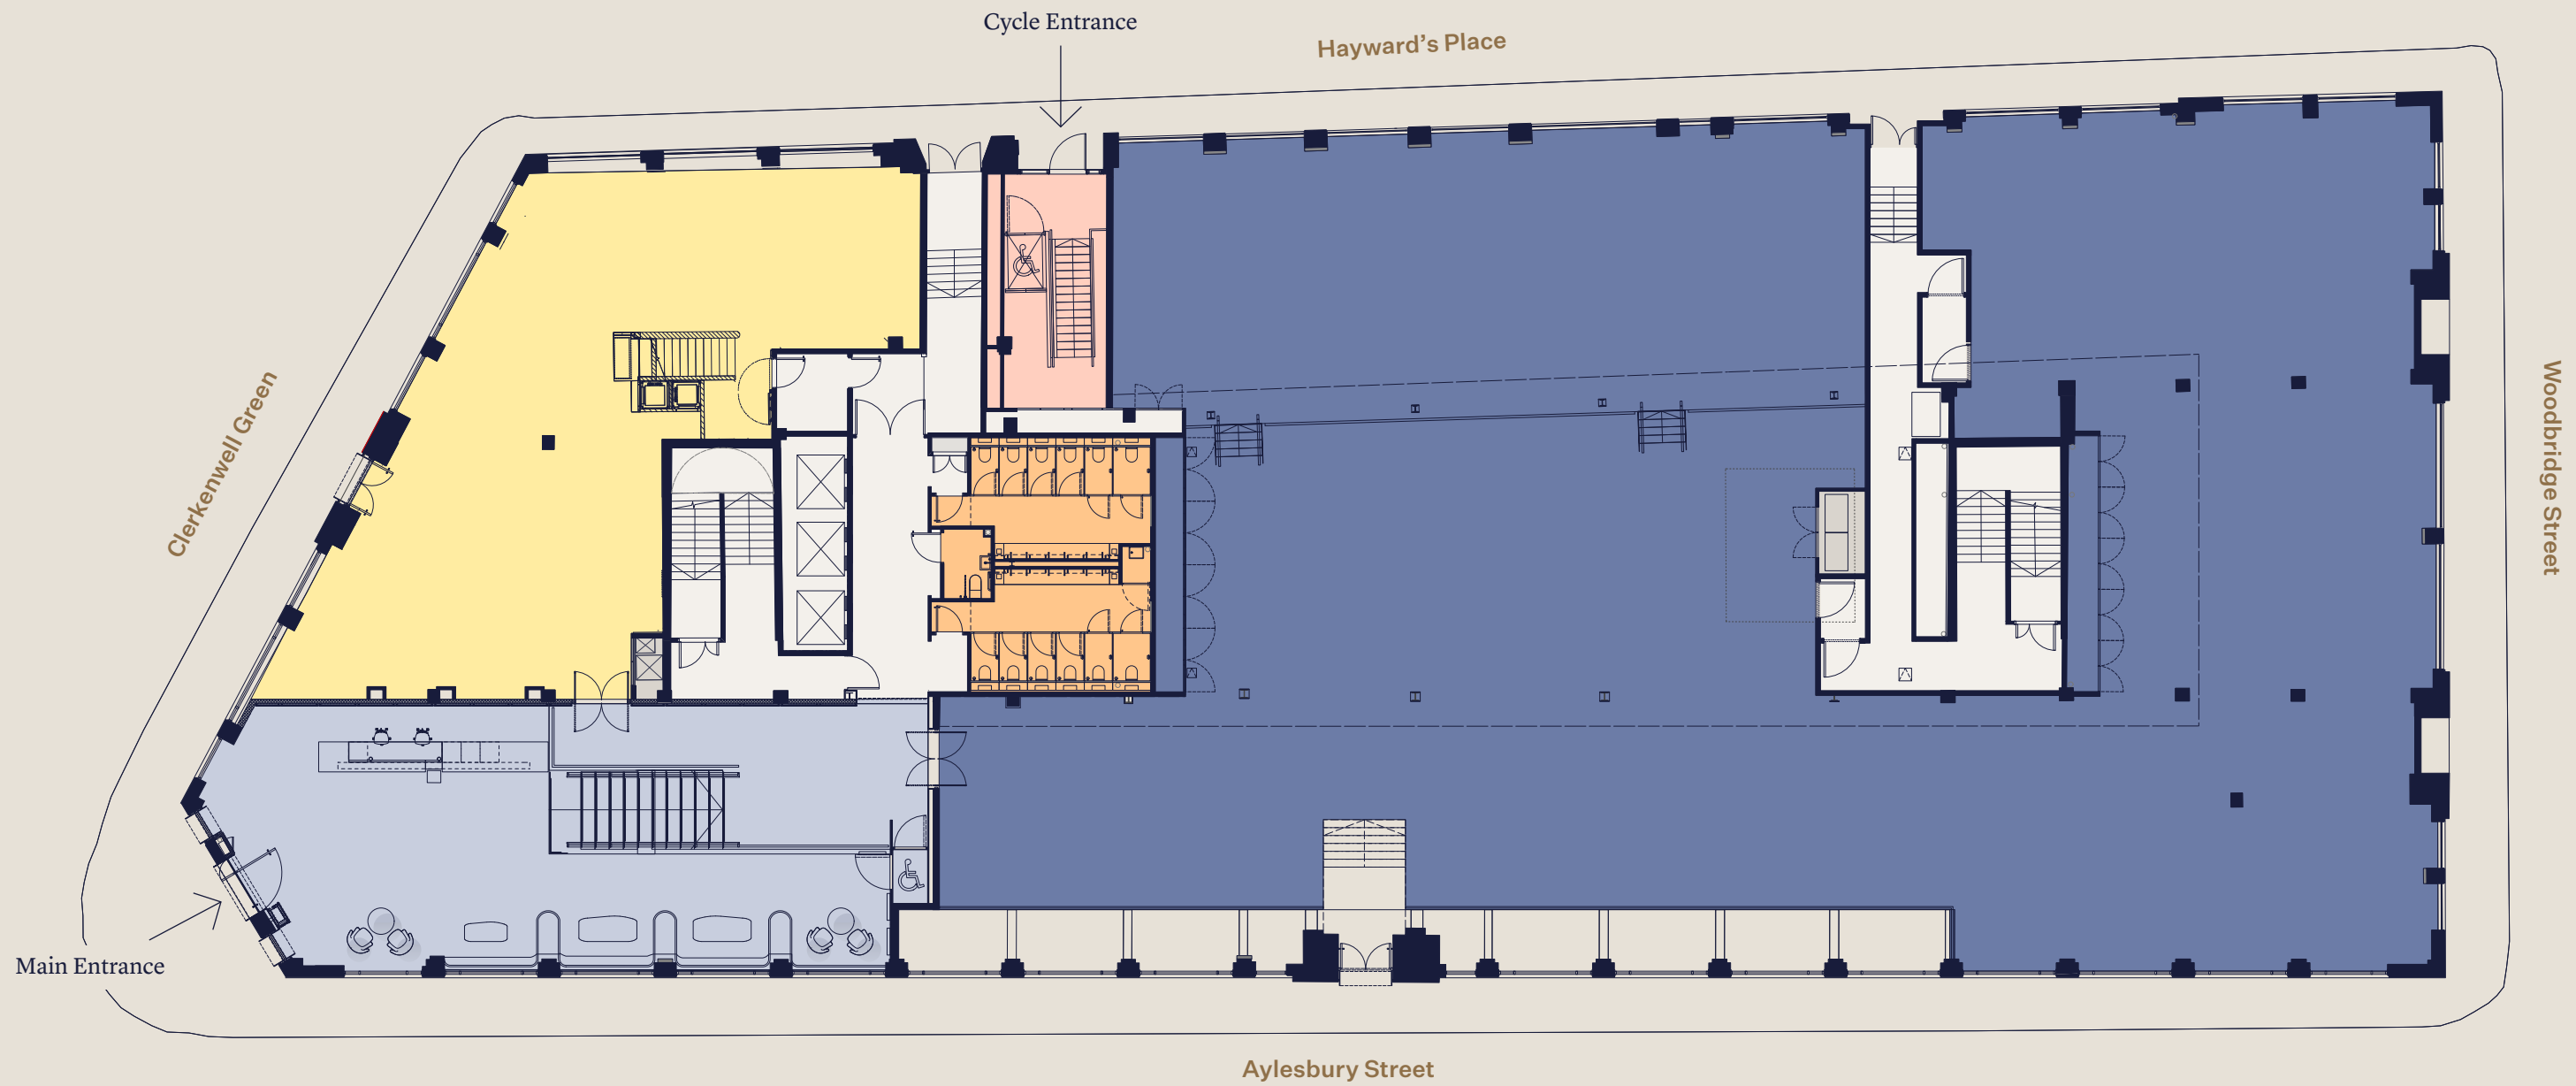 Cycle Entrance
Hayward’s Place
Clerkenwell Green
Woodbridge Street
Main Entrance
Aylesbury Street